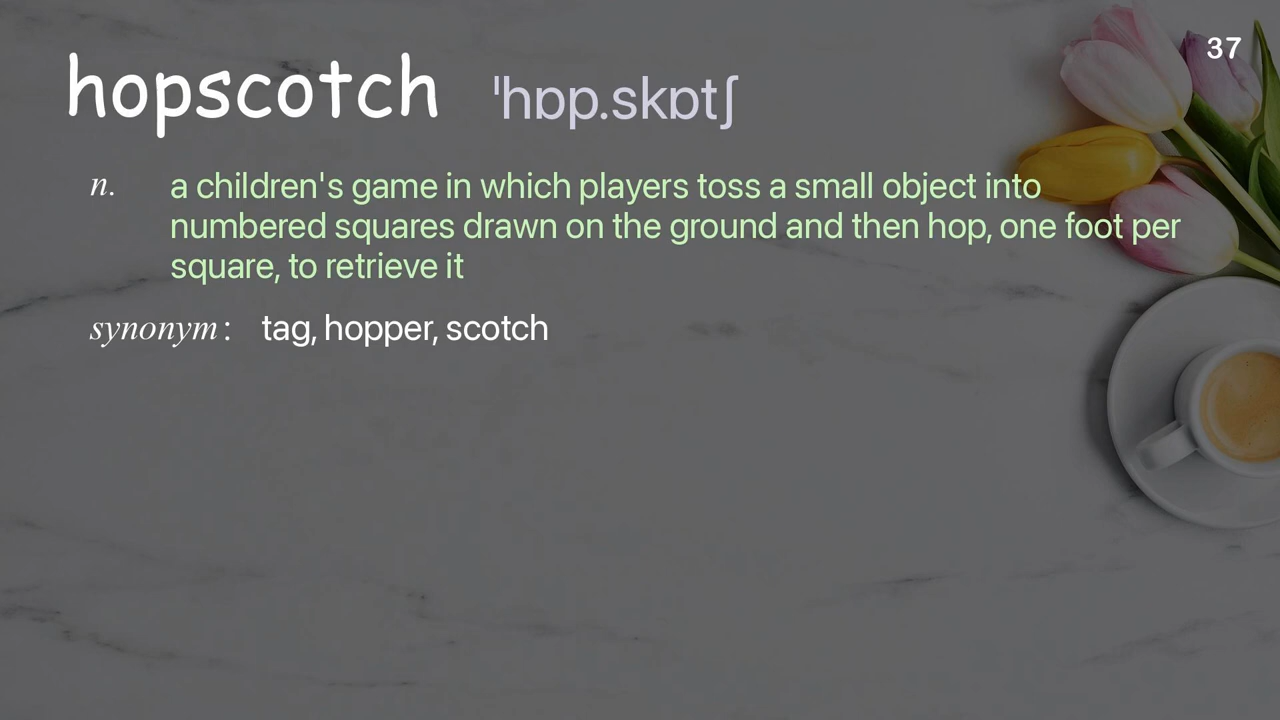 37
hopscotch ˈhɒp.skɒtʃ
n. a children's game in which players toss a small object into
numbered squares drawn on the ground and then hop, one foot per
square, to retrieve it
synonym: tag, hopper, scotch